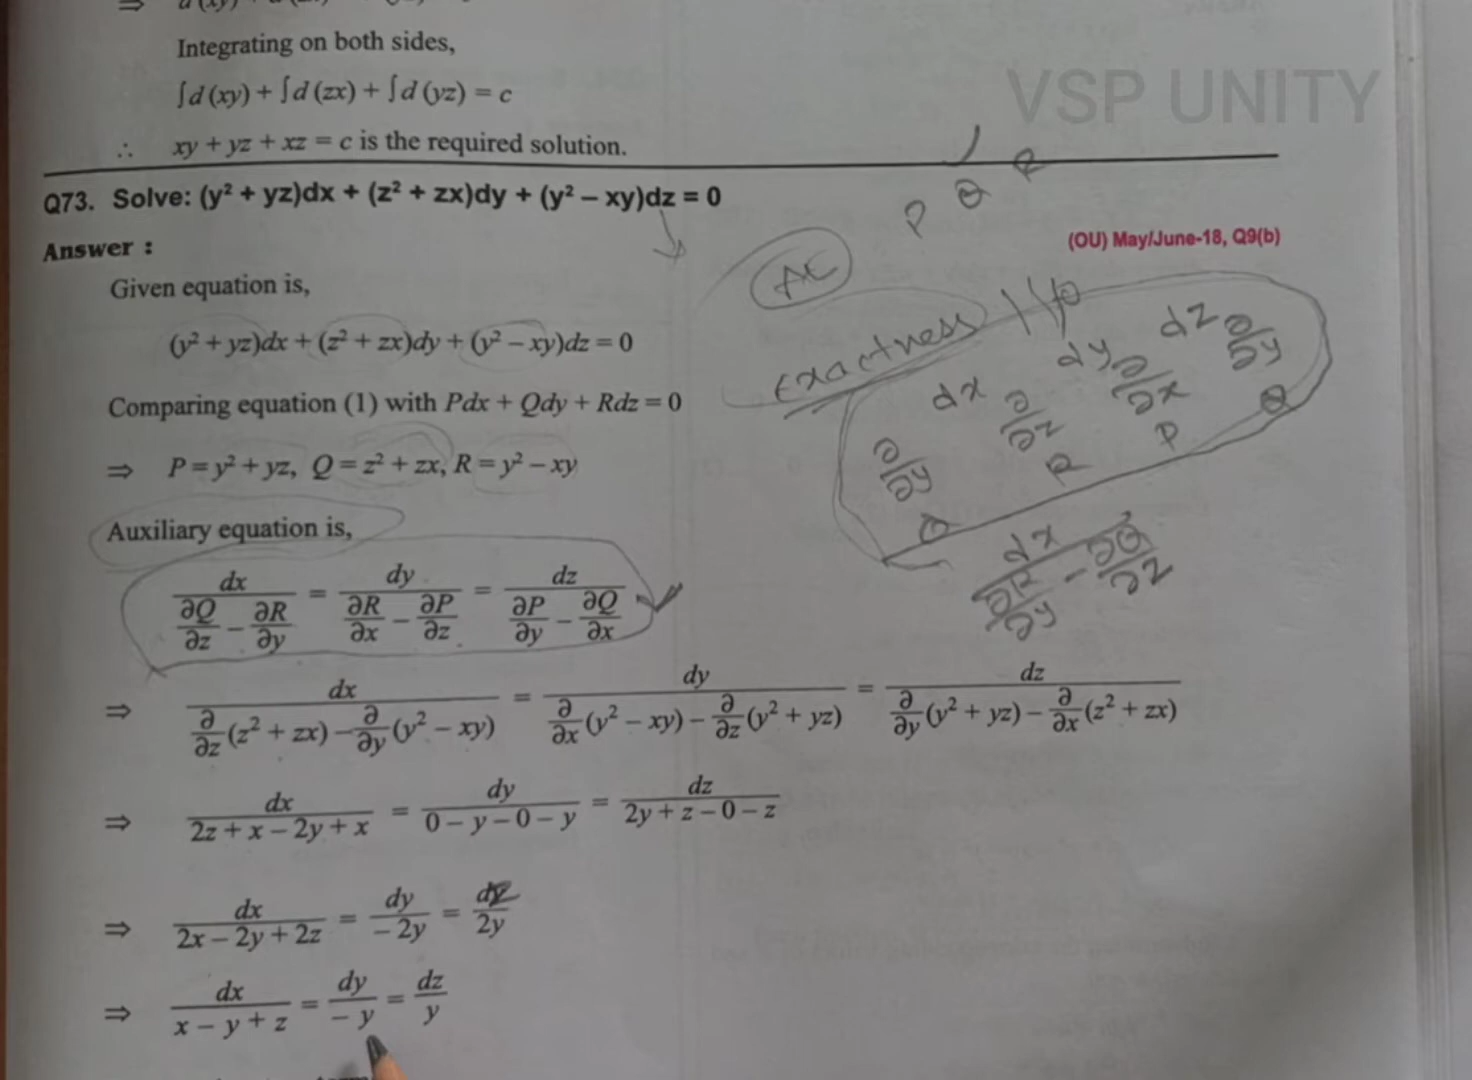 Integrating on both sides,
∫d(xy) + ∫d(zx) + ∫d(yz) = c
∴ xy + yz + xz = c is the required solution.
VSP UNITY
P Q R
Q73. Solve: (y² + yz)dx + (z² + zx)dy + (y² – xy)dz = 0
(OU) May/June-18, Q9(b)
Answer :
Given equation is,
(y² + yz)dx + (z² + zx)dy + (y² – xy)dz = 0
Comparing equation (1) with Pdx + Qdy + Rdz = 0
⇒ P = y² + yz, Q = z² + zx, R = y² – xy
Auxiliary equation is,
dx/(∂Q/∂z – ∂R/∂y) = dy/(∂R/∂x – ∂P/∂z) = dz/(∂P/∂y – ∂Q/∂x)
⇒ dx/(∂/∂z(z² + zx) – ∂/∂y(y² – xy)) = dy/(∂/∂x(y² – xy) – ∂/∂z(y² + yz)) = dz/(∂/∂y(y² + yz) – ∂/∂x(z² + zx))
⇒ dx/(2z + x – 2y + x) = dy/(0 – y – 0 – y) = dz/(2y + z – 0 – z)
⇒ dx/(2x – 2y + 2z) = dy/(– 2y) = dz/(2y)
⇒ dx/(x – y + z) = dy/(– y) = dz/(y)
AE
Exactness
dx dy dz
∂/∂y ∂/∂z ∂/∂x ∂/∂y
Q R P Q
dx/(∂R/∂y - ∂Q/∂z)